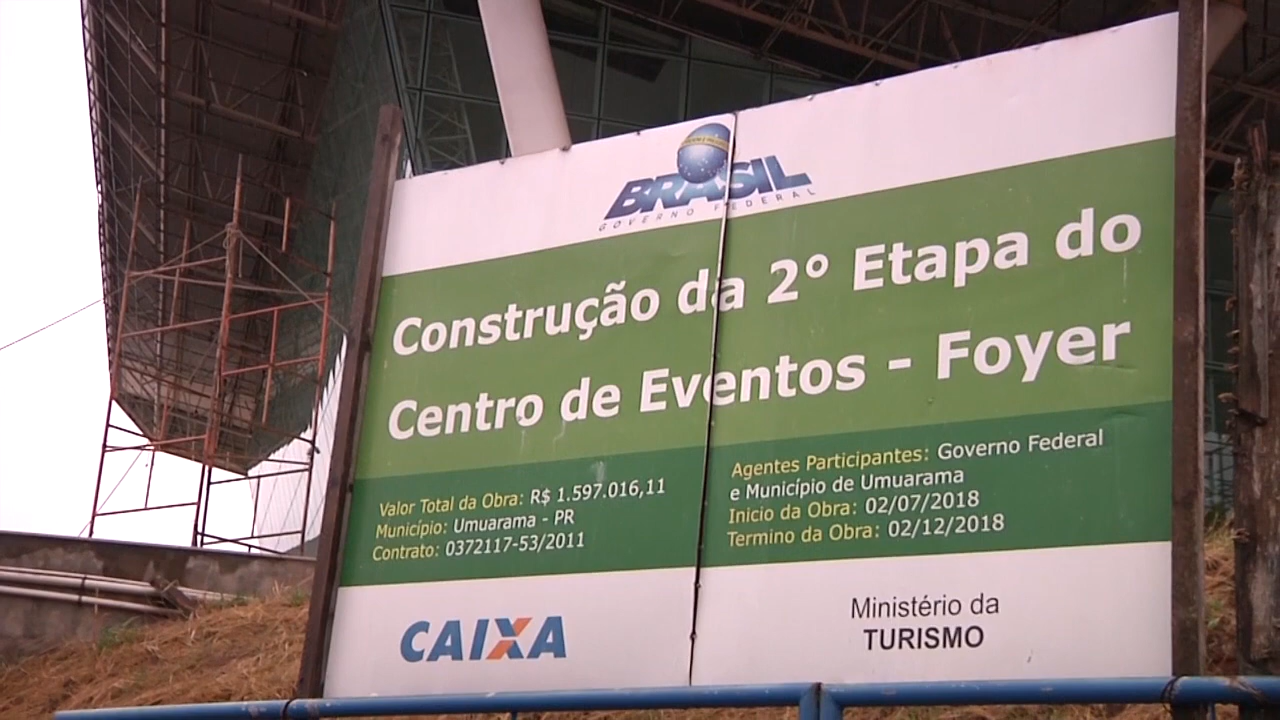 BRASIL
GOVERNO FEDERAL
Construção da 2° Etapa do
Centro de Eventos - Foyer
Valor Total da Obra: R$ 1.597.016,11
Município: Umuarama - PR
Contrato: 0372117-53/2011
Agentes Participantes: Governo Federal
e Município de Umuarama
Inicio da Obra: 02/07/2018
Termino da Obra: 02/12/2018
CAIXA
Ministério da
TURISMO